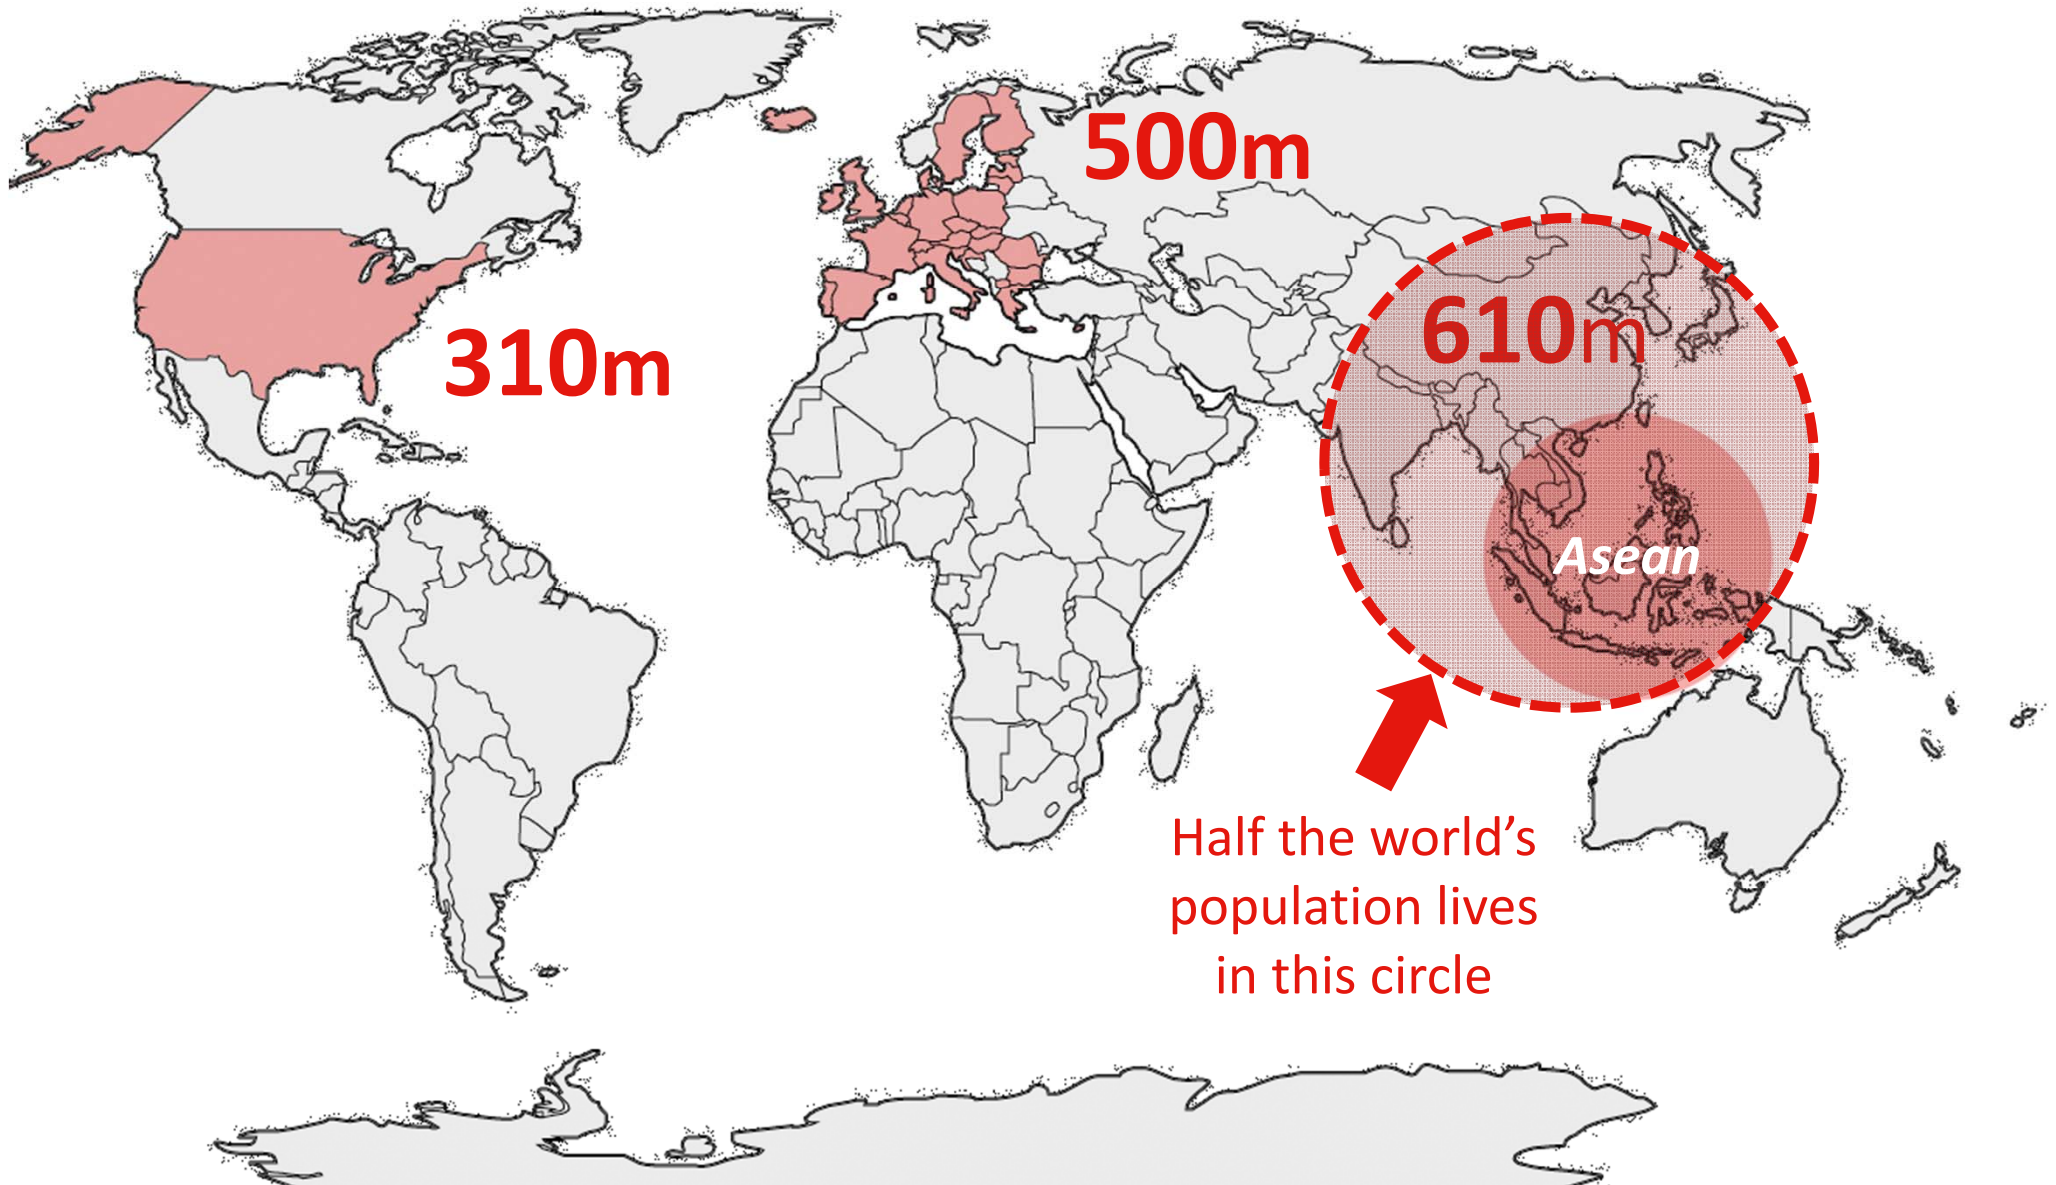 500m
310m
610m
Asean
Half the world’s
population lives
in this circle